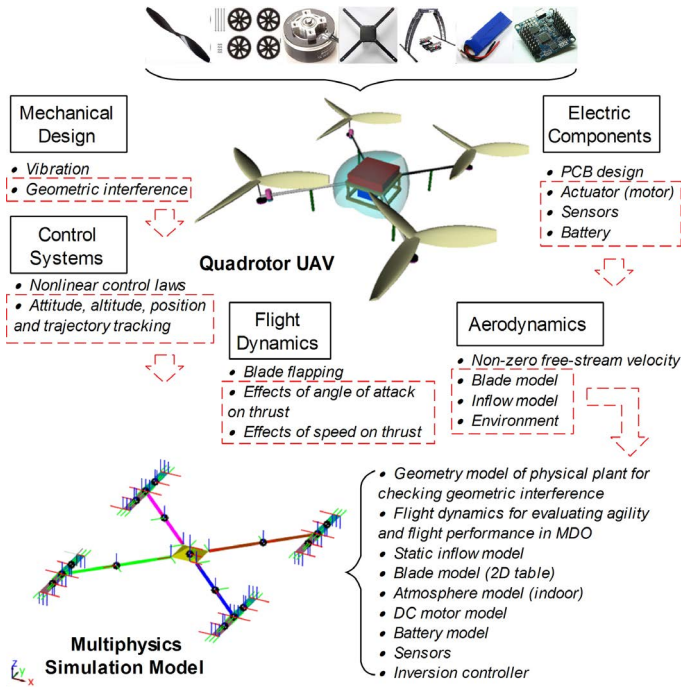 Mechanical
Design
• Vibration
• Geometric interference
Control
Systems
• Nonlinear control laws
• Attitude, altitude, position
and trajectory tracking
Quadrotor UAV
Electric
Components
• PCB design
• Actuator (motor)
• Sensors
• Battery
Flight
Dynamics
• Blade flapping
• Effects of angle of attack
on thrust
• Effects of speed on thrust
Aerodynamics
• Non-zero free-stream velocity
• Blade model
• Inflow model
• Environment
Multiphysics
Simulation Model
Z
Y
X
• Geometry model of physical plant for
checking geometric interference
• Flight dynamics for evaluating agility
and flight performance in MDO
• Static inflow model
• Blade model (2D table)
• Atmosphere model (indoor)
• DC motor model
• Battery model
• Sensors
• Inversion controller